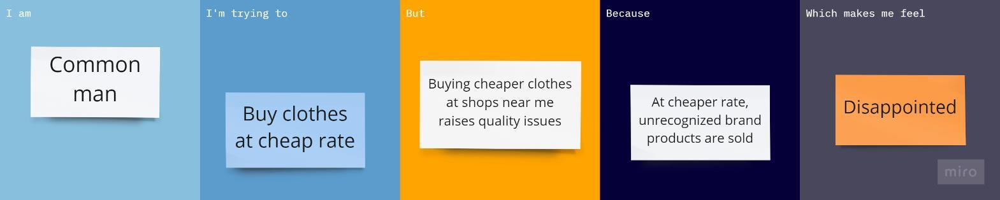 I am
Common
man
I'm trying to
Buy clothes
at cheap rate
But
Buying cheaper clothes
at shops near me
raises quality issues
Because
At cheaper rate,
unrecognized brand
products are sold
Which makes me feel
Disappointed
miro